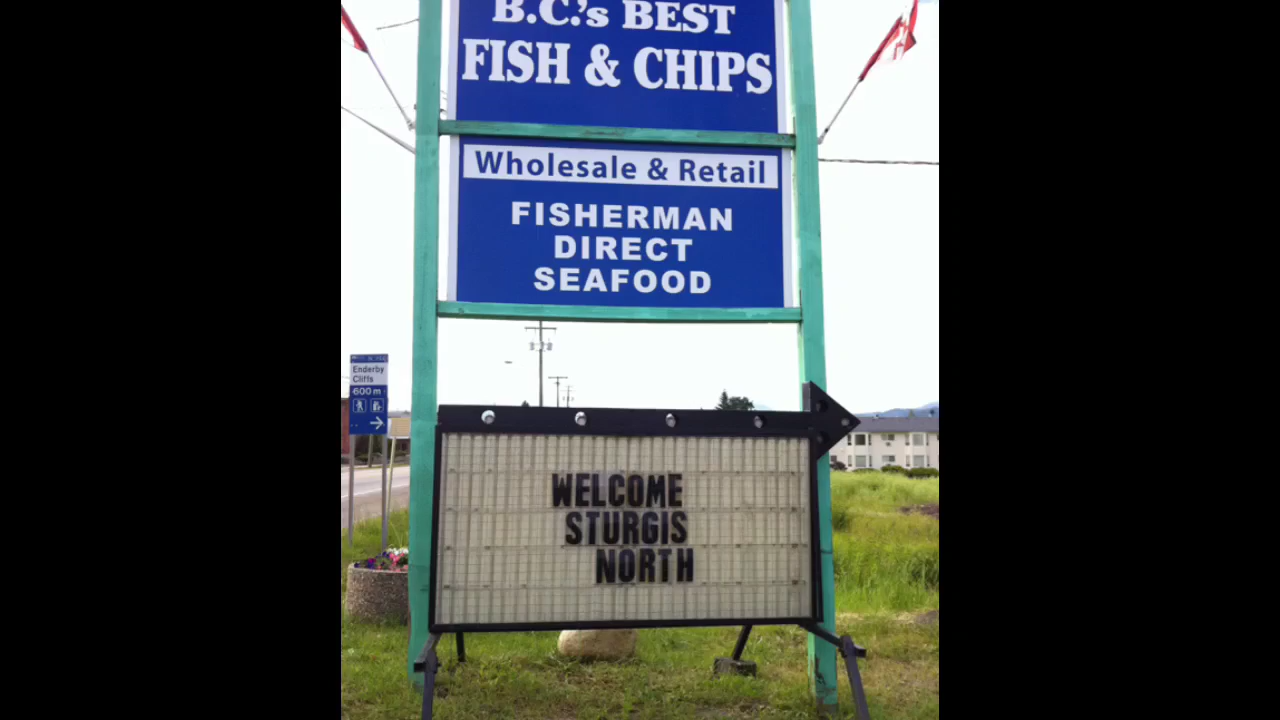 B.C.'s BEST
FISH & CHIPS
Wholesale & Retail
FISHERMAN
DIRECT
SEAFOOD
Enderby
Cliffs
600 m
WELCOME
STURGIS
NORTH